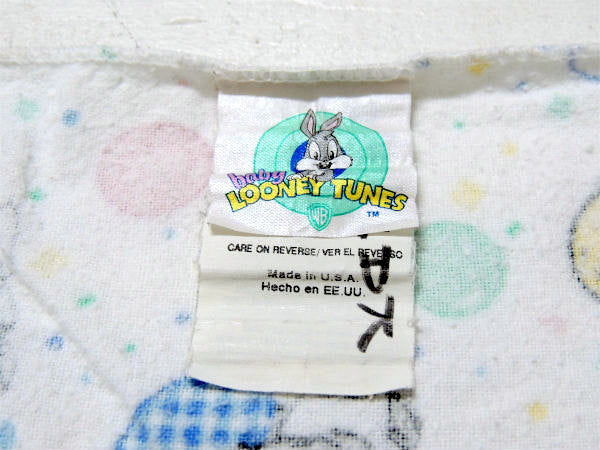 baby
LOONEY TUNES
WB
TM
CARE ON REVERSE/VER EL REVERSO
Made in U.S.A.
Hecho en EE.UU.